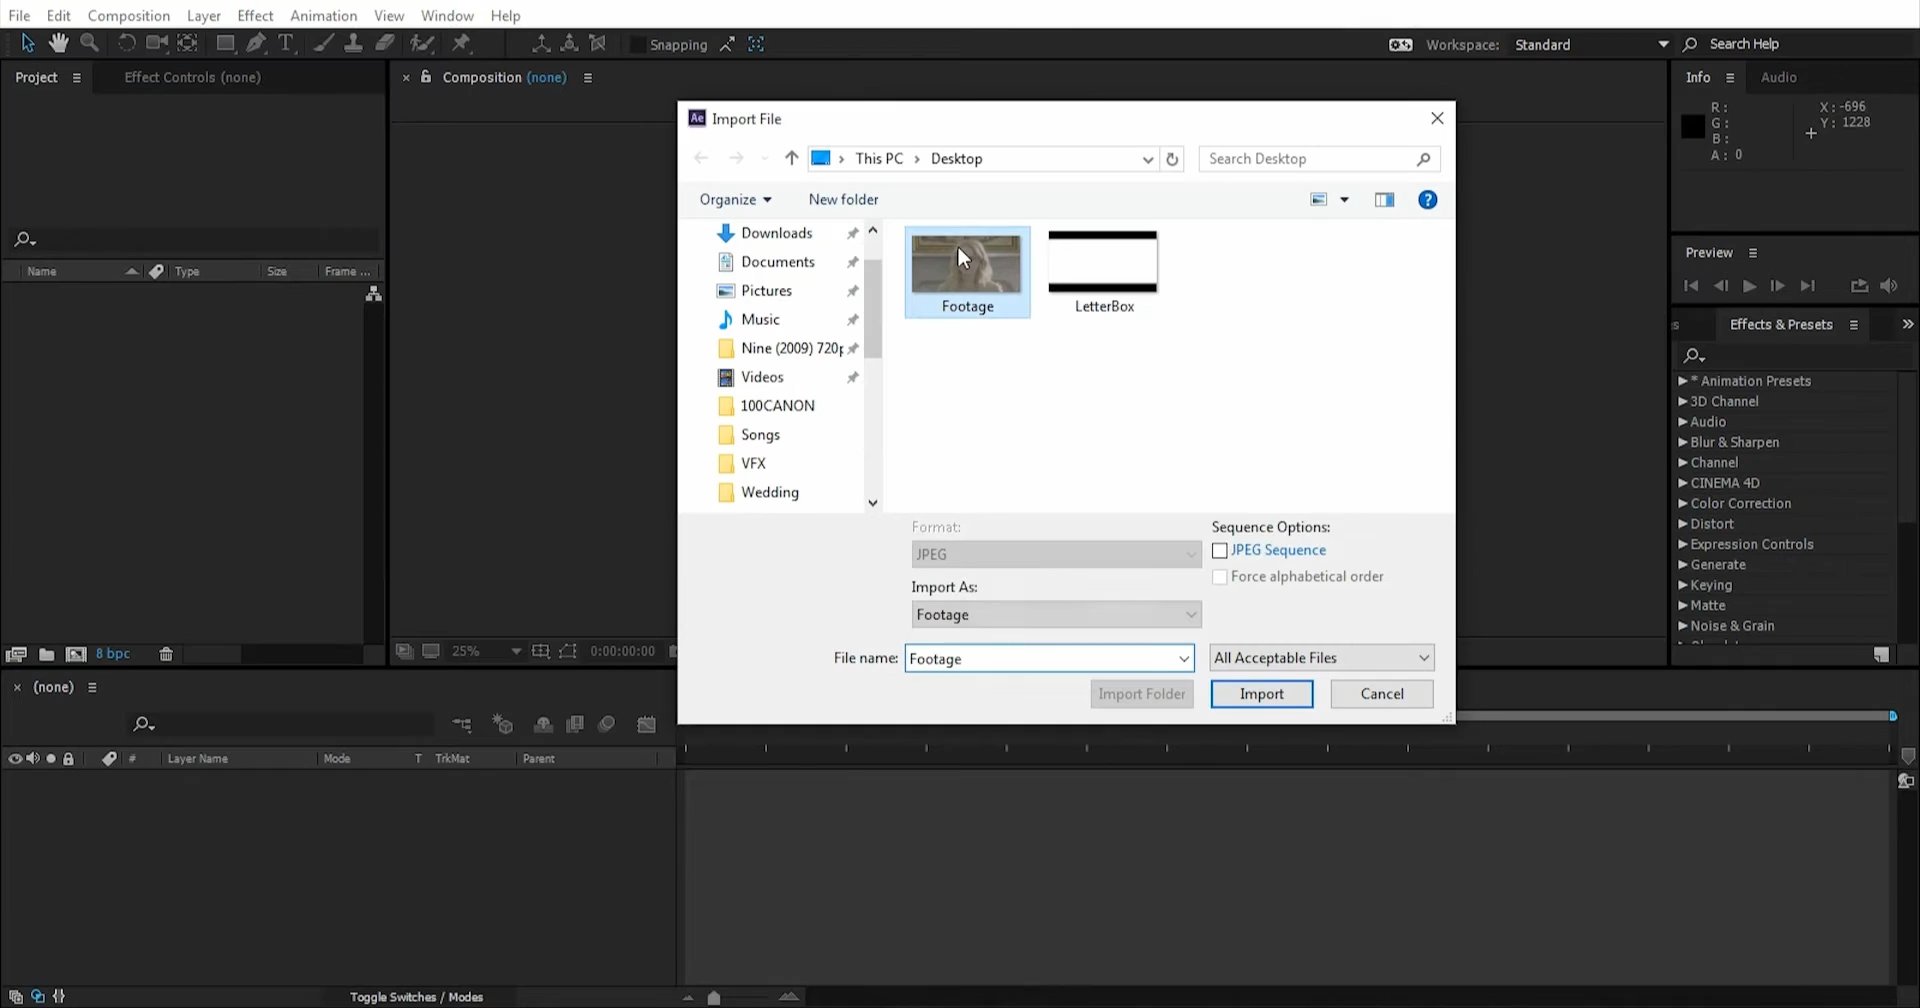 File Edit Composition Layer Effect Animation View Window Help
Snapping Workspace: Standard Search Help
Project Effect Controls (none) Composition (none) Info Audio
R: X: -696
G: Y: 1228
B:
A: 0
Ae Import File
This PC Desktop Search Desktop
Organize New folder ?
Downloads
Documents
Pictures
Music
Nine (2009) 720p
Videos
100CANON
Songs
VFX
Wedding
Footage LetterBox
Format:
JPEG
Import As:
Footage
Sequence Options:
JPEG Sequence
Force alphabetical order
File name: Footage All Acceptable Files
Import Folder Import Cancel
Name Type Size Frame ...
8 bpc
25% 0:00:00:00
Preview
Effects & Presets
* Animation Presets
3D Channel
Audio
Blur & Sharpen
Channel
CINEMA 4D
Color Correction
Distort
Expression Controls
Generate
Keying
Matte
Noise & Grain
(none)
# Layer Name Mode T TrkMat Parent
Toggle Switches / Modes